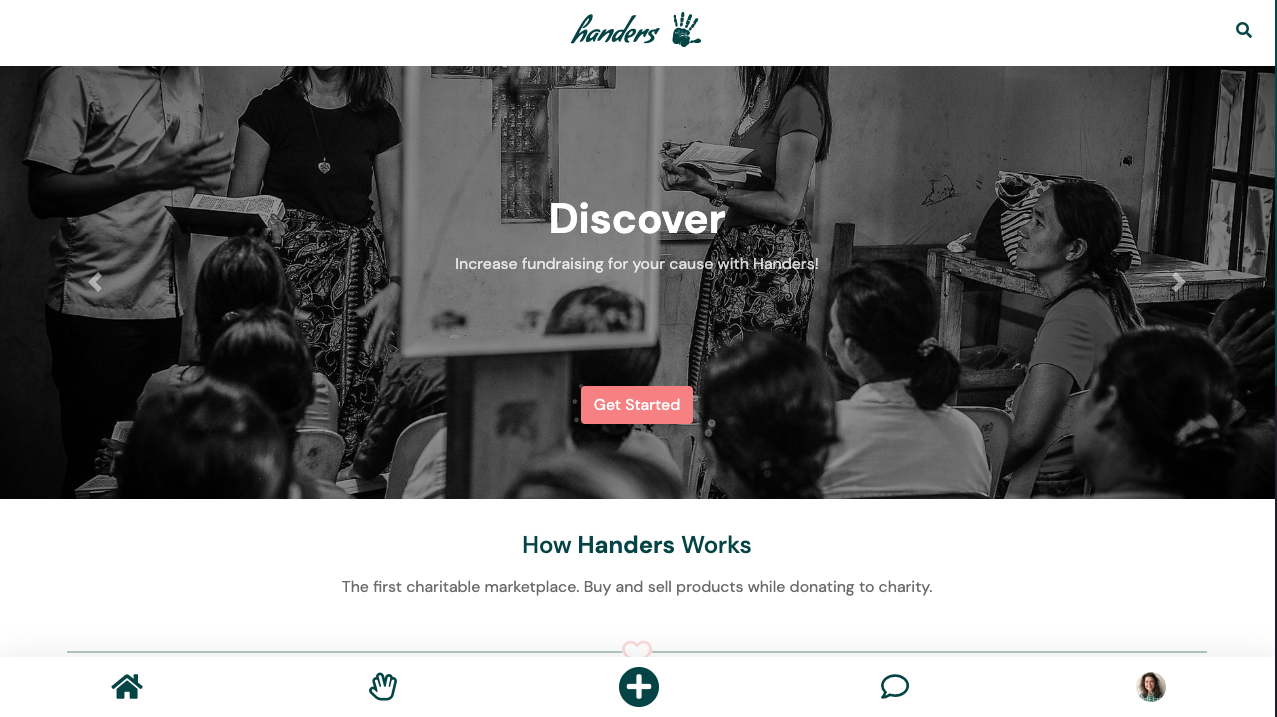 handers
Discover
Increase fundraising for your cause with Handers!
Get Started
How Handers Works
The first charitable marketplace. Buy and sell products while donating to charity.